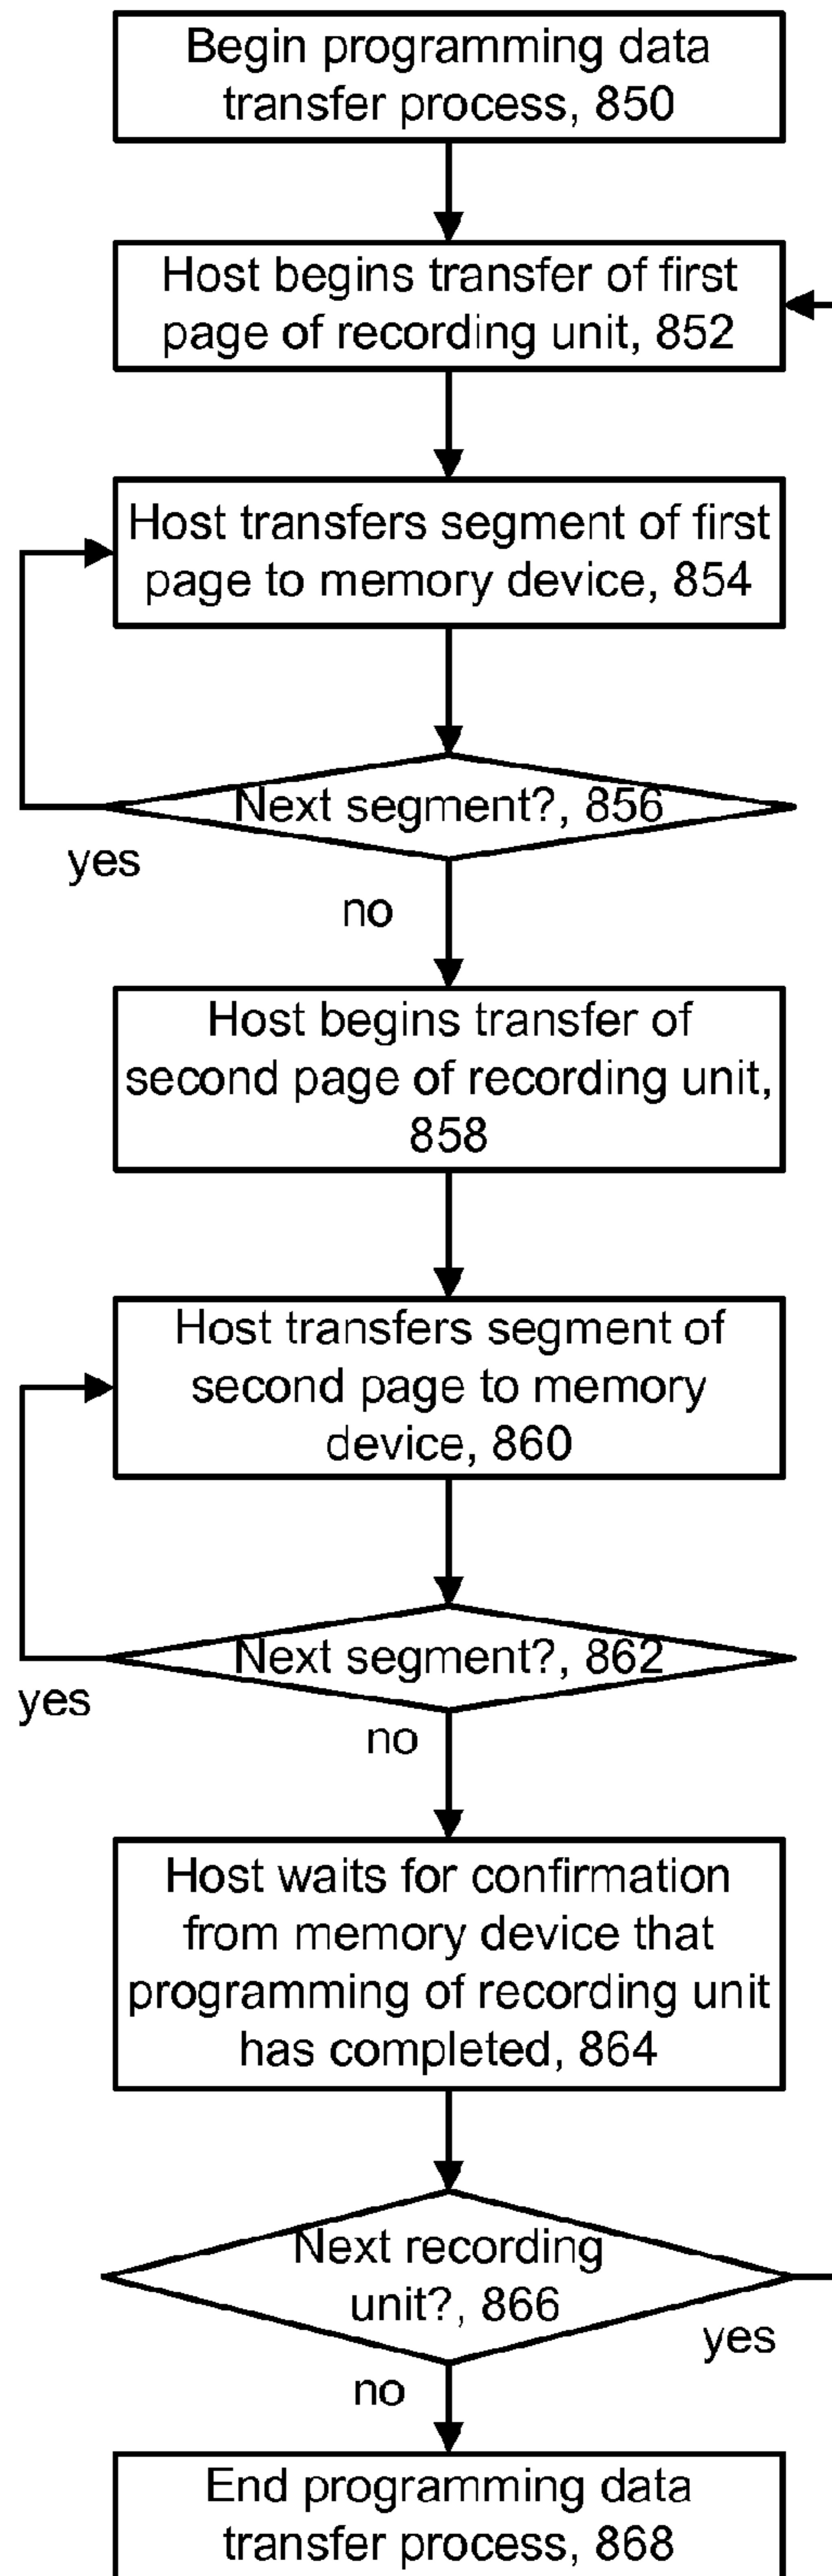 Begin programming data
transfer process, 850
Host begins transfer of first
page of recording unit, 852
Host transfers segment of first
page to memory device, 854
Next segment?, 856
yes
no
Host begins transfer of
second page of recording unit,
858
Host transfers segment of
second page to memory
device, 860
Next segment?, 862
yes
no
Host waits for confirmation
from memory device that
programming of recording unit
has completed, 864
Next recording
unit?, 866
yes
no
End programming data
transfer process, 868